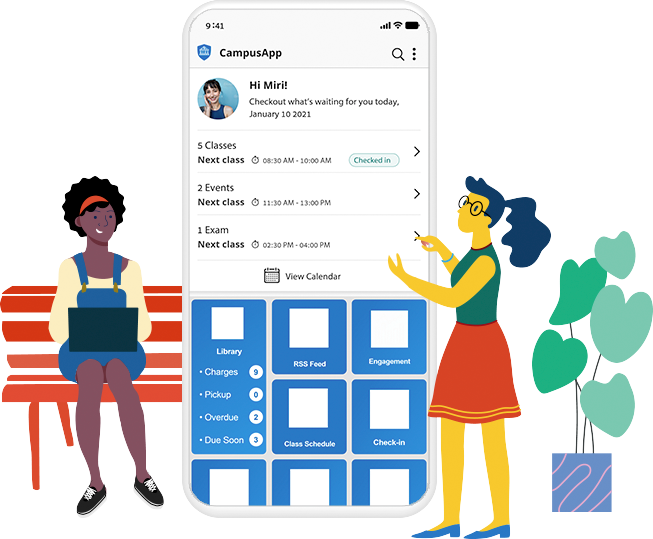 9:41
CampusApp
Hi Miri!
Checkout what's waiting for you today,
January 10 2021
5 Classes
Next class 08:30 AM - 10:00 AM Checked in
2 Events
Next class 11:30 AM - 13:00 PM
1 Exam
Next class 02:30 PM - 04:00 PM
View Calendar
Library
• Charges 9
• Pickup 0
• Overdue 2
• Due Soon 3
RSS Feed
Engagement
Class Schedule
Check-in